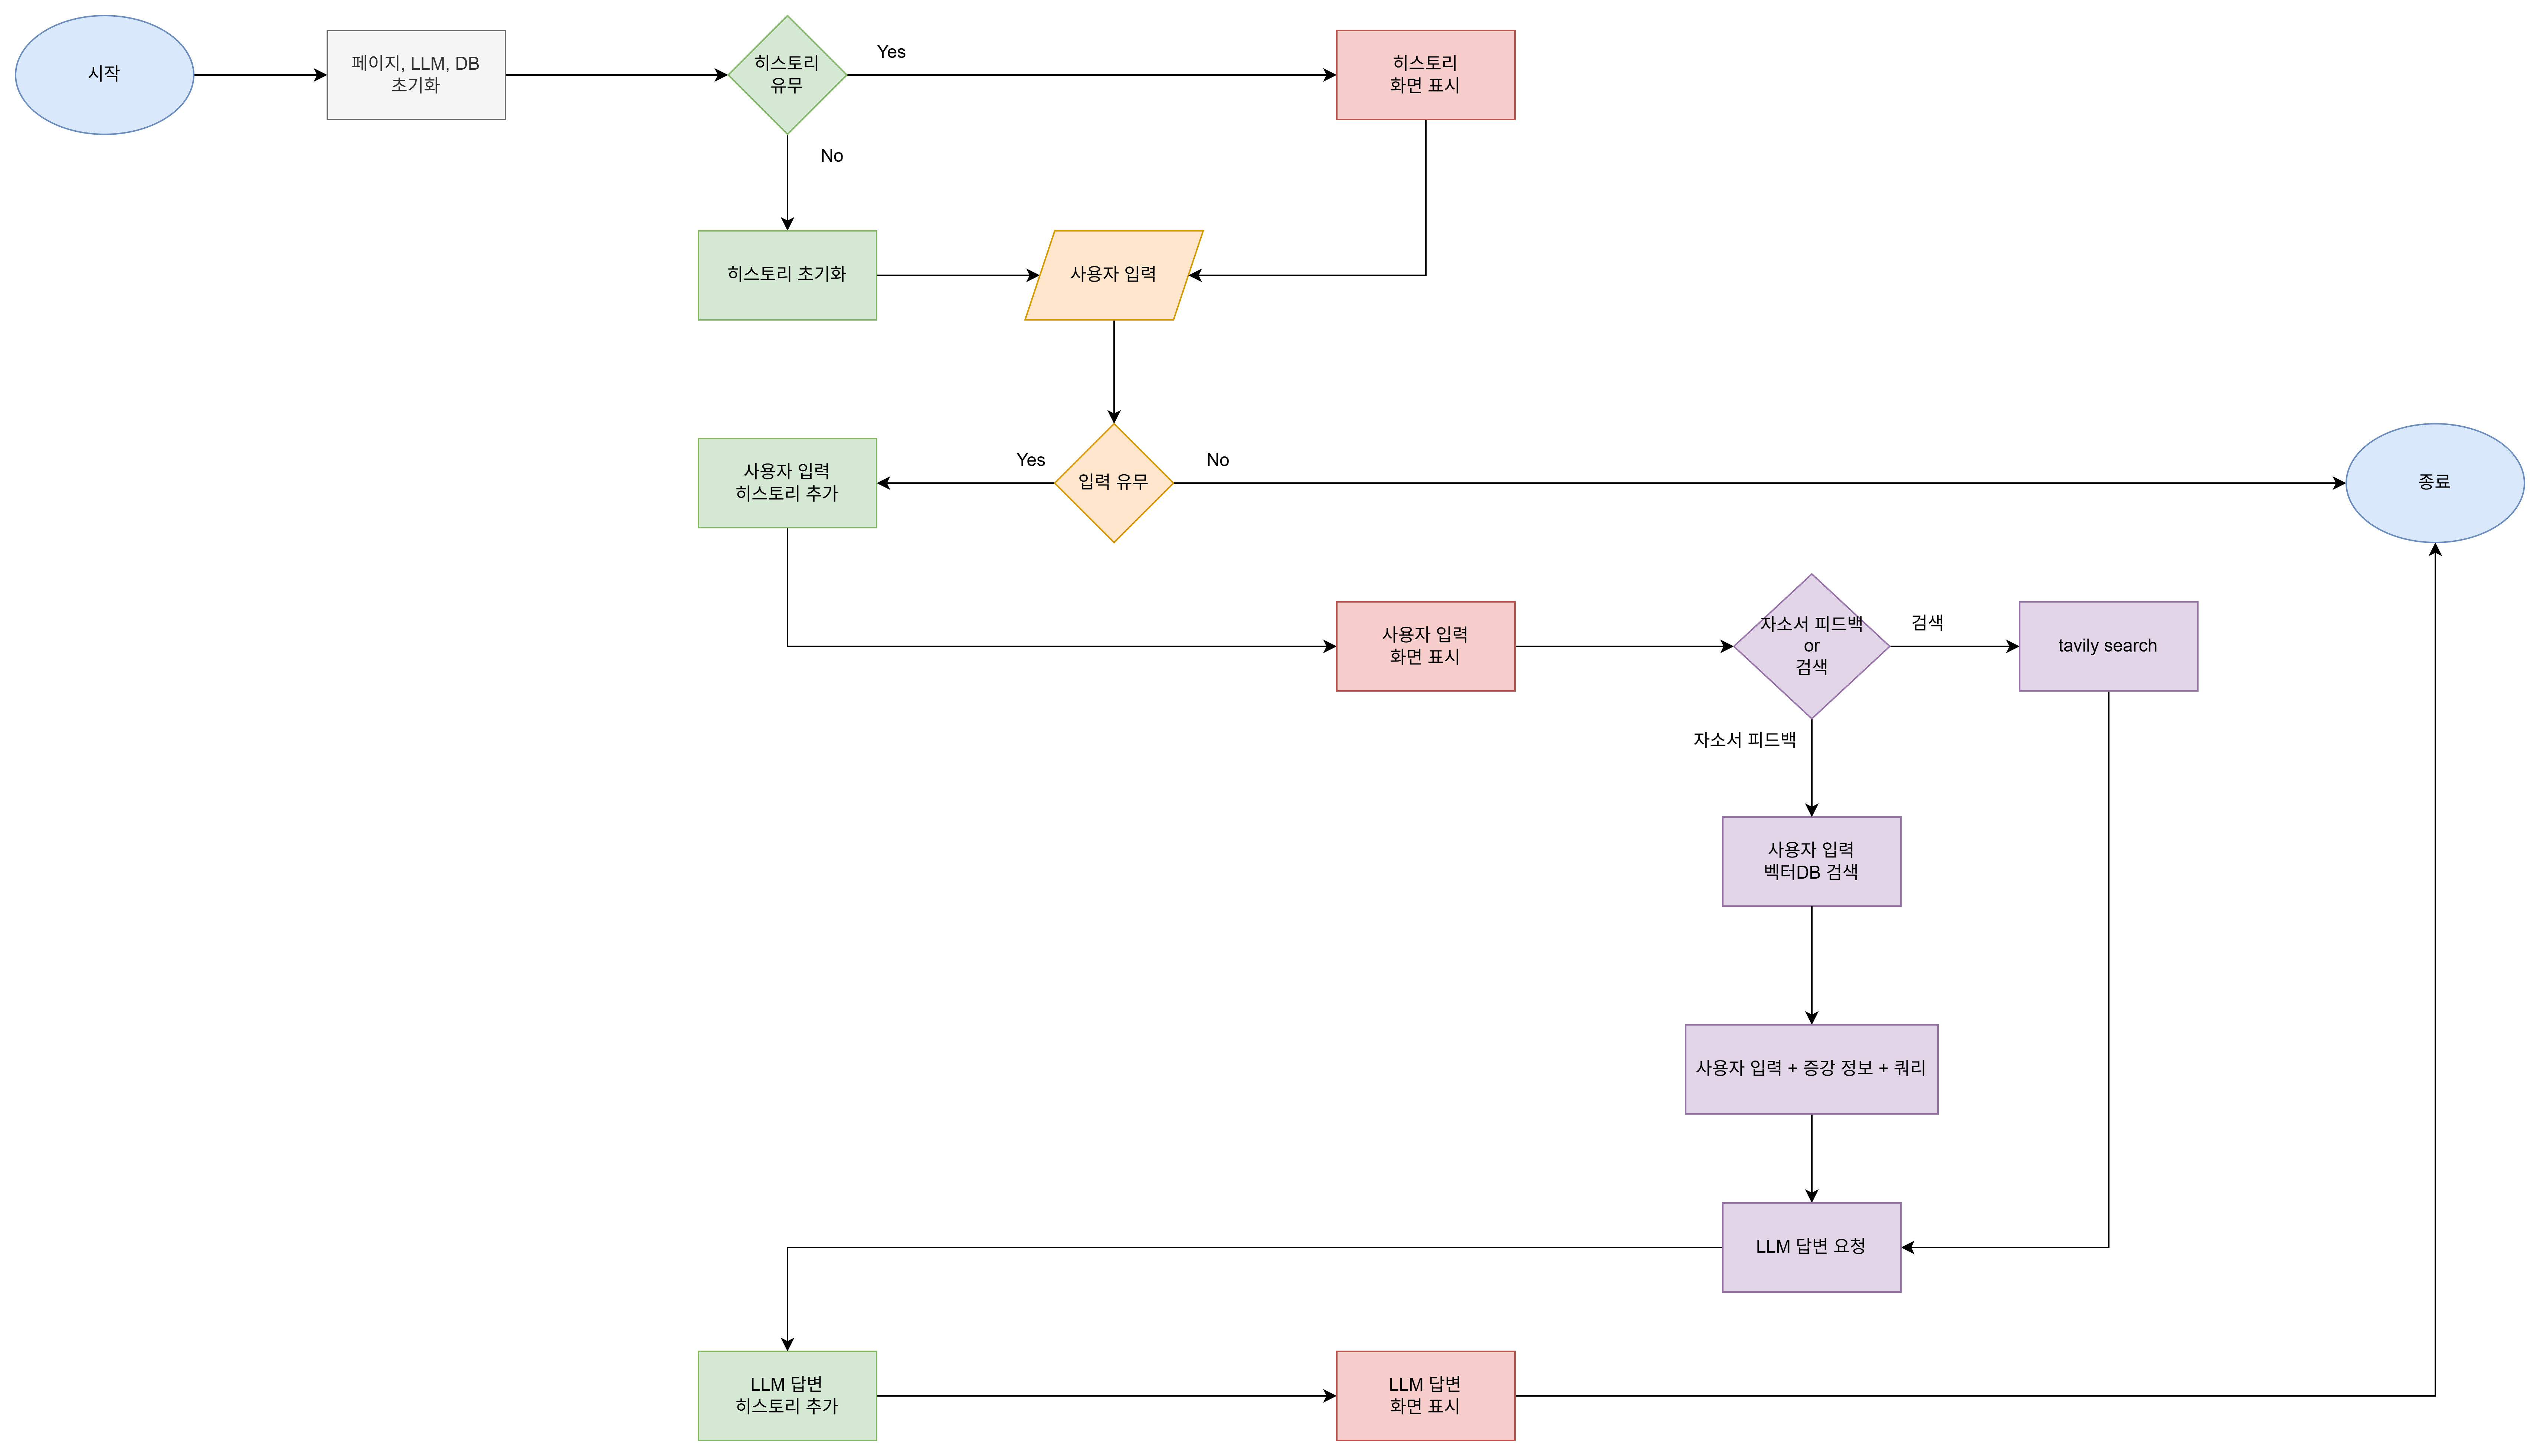 시작
페이지, LLM, DB
초기화
히스토리
유무
Yes
히스토리
화면 표시
No
히스토리 초기화
사용자 입력
사용자 입력
히스토리 추가
Yes
입력 유무
No
종료
사용자 입력
화면 표시
자소서 피드백
or
검색
검색
tavily search
자소서 피드백
사용자 입력
벡터DB 검색
사용자 입력 + 증강 정보 + 쿼리
LLM 답변 요청
LLM 답변
히스토리 추가
LLM 답변
화면 표시